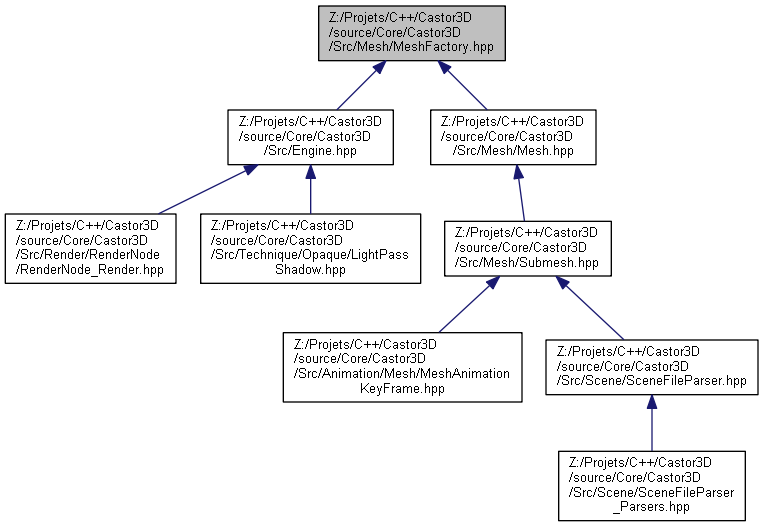 Z:/Projets/C++/Castor3D
/source/Core/Castor3D
/Src/Mesh/MeshFactory.hpp
Z:/Projets/C++/Castor3D
/source/Core/Castor3D
/Src/Engine.hpp
Z:/Projets/C++/Castor3D
/source/Core/Castor3D
/Src/Mesh/Mesh.hpp
Z:/Projets/C++/Castor3D
/source/Core/Castor3D
/Src/Render/RenderNode
/RenderNode_Render.hpp
Z:/Projets/C++/Castor3D
/source/Core/Castor3D
/Src/Technique/Opaque/LightPass
Shadow.hpp
Z:/Projets/C++/Castor3D
/source/Core/Castor3D
/Src/Mesh/Submesh.hpp
Z:/Projets/C++/Castor3D
/source/Core/Castor3D
/Src/Animation/Mesh/MeshAnimation
KeyFrame.hpp
Z:/Projets/C++/Castor3D
/source/Core/Castor3D
/Src/Scene/SceneFileParser.hpp
Z:/Projets/C++/Castor3D
/source/Core/Castor3D
/Src/Scene/SceneFileParser
_Parsers.hpp